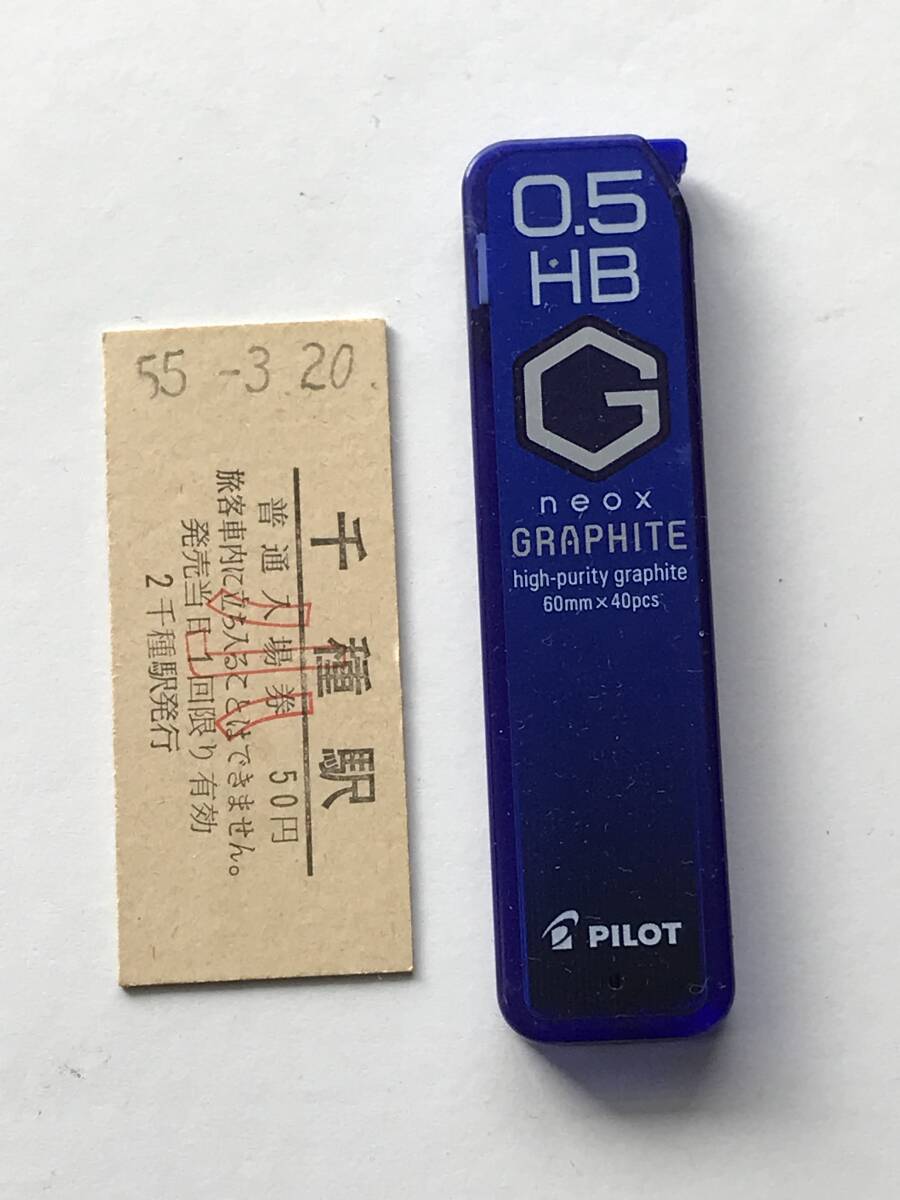 55 -3.20.
千種駅
普通入場券 50円
旅客車内に立ち入ることはできません。
発売当日1回限り有効
2 千種駅発行
小
0.5
HB
G
neox
GRAPHITE
high-purity graphite
60mm×40pcs
PILOT